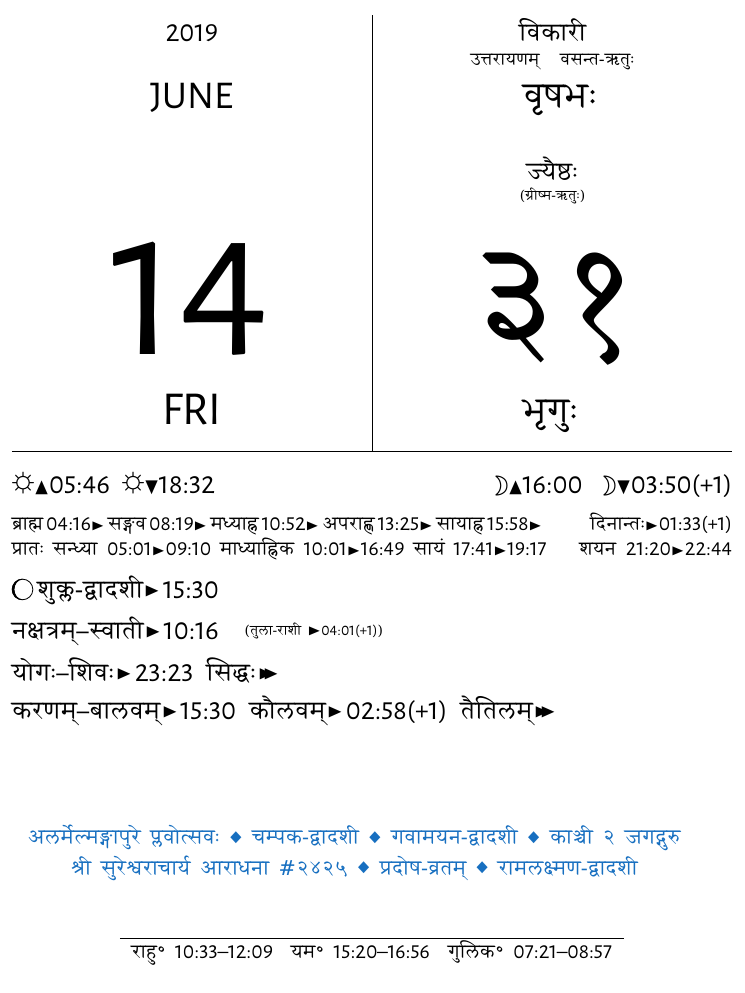 2019
JUNE
14
FRI
विकारी
उत्तरायणम् वसन्त-ऋतुः
वृषभः
ज्यैष्ठः
(ग्रीष्म-ऋतुः)
३१
भृगुः
☼▲05:46 ☼▼18:32 ☽▲16:00 ☽▼03:50(+1)
ब्राह्म 04:16► सङ्गव 08:19► मध्याह्न 10:52► अपराह्ण 13:25► सायाह्न 15:58► दिनान्तः►01:33(+1)
प्रातः सन्ध्या 05:01►09:10 माध्याह्निक 10:01►16:49 सायं 17:41►19:17 शयन 21:20►22:44
शुक्ल-द्वादशी►15:30
नक्षत्रम्–स्वाती►10:16 (तुला-राशी ►04:01(+1))
योगः–शिवः►23:23 सिद्धः►►
करणम्–बालवम्►15:30 कौलवम्►02:58(+1) तैतिलम्►►
अलर्मेल्मङ्गापुरे प्लवोत्सवः ◆ चम्पक-द्वादशी ◆ गवामयन-द्वादशी ◆ काञ्ची २ जगद्गुरु
श्री सुरेश्वराचार्य आराधना #२४२५ ◆ प्रदोष-व्रतम् ◆ रामलक्ष्मण-द्वादशी
राहु° 10:33–12:09 यम° 15:20–16:56 गुलिक° 07:21–08:57